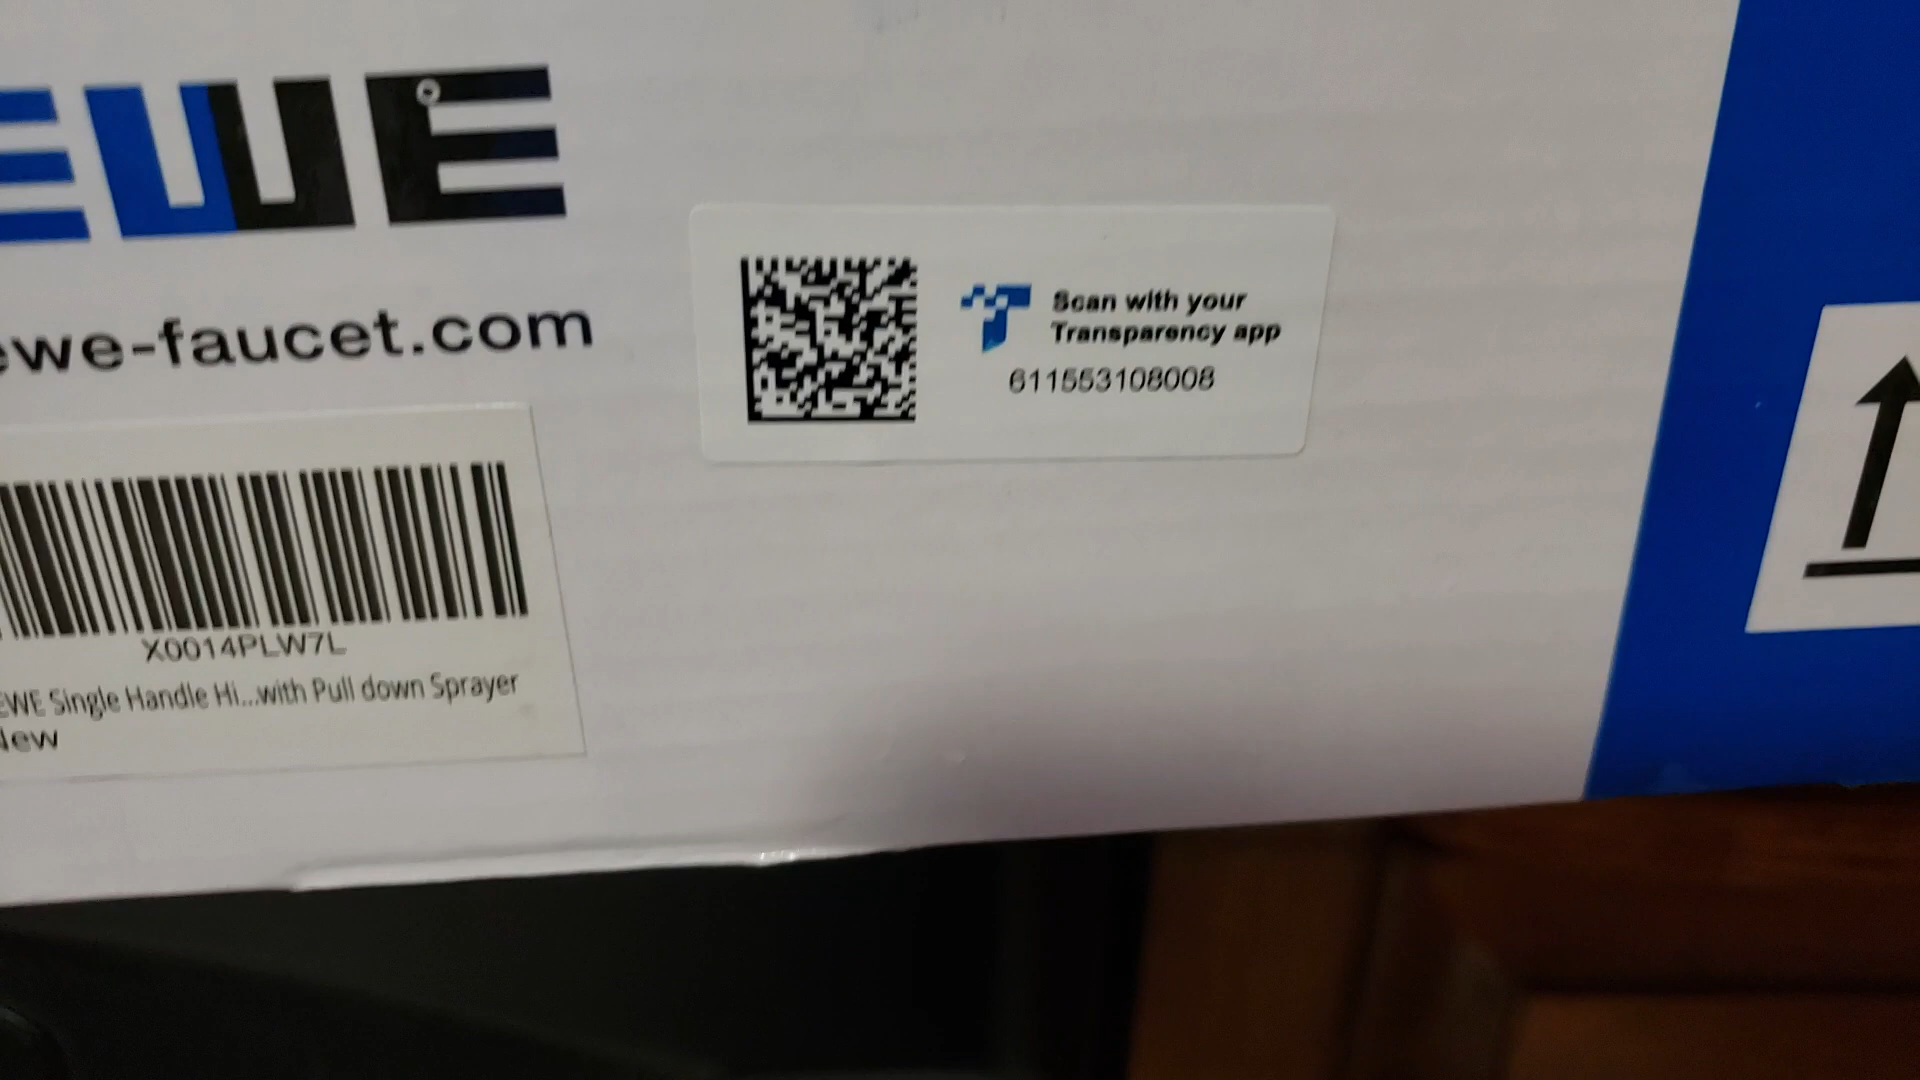 EWE
ewe-faucet.com
Scan with your
Transparency app
611553108008
X0014PLW7L
EWE Single Handle Hi...with Pull down Sprayer
New